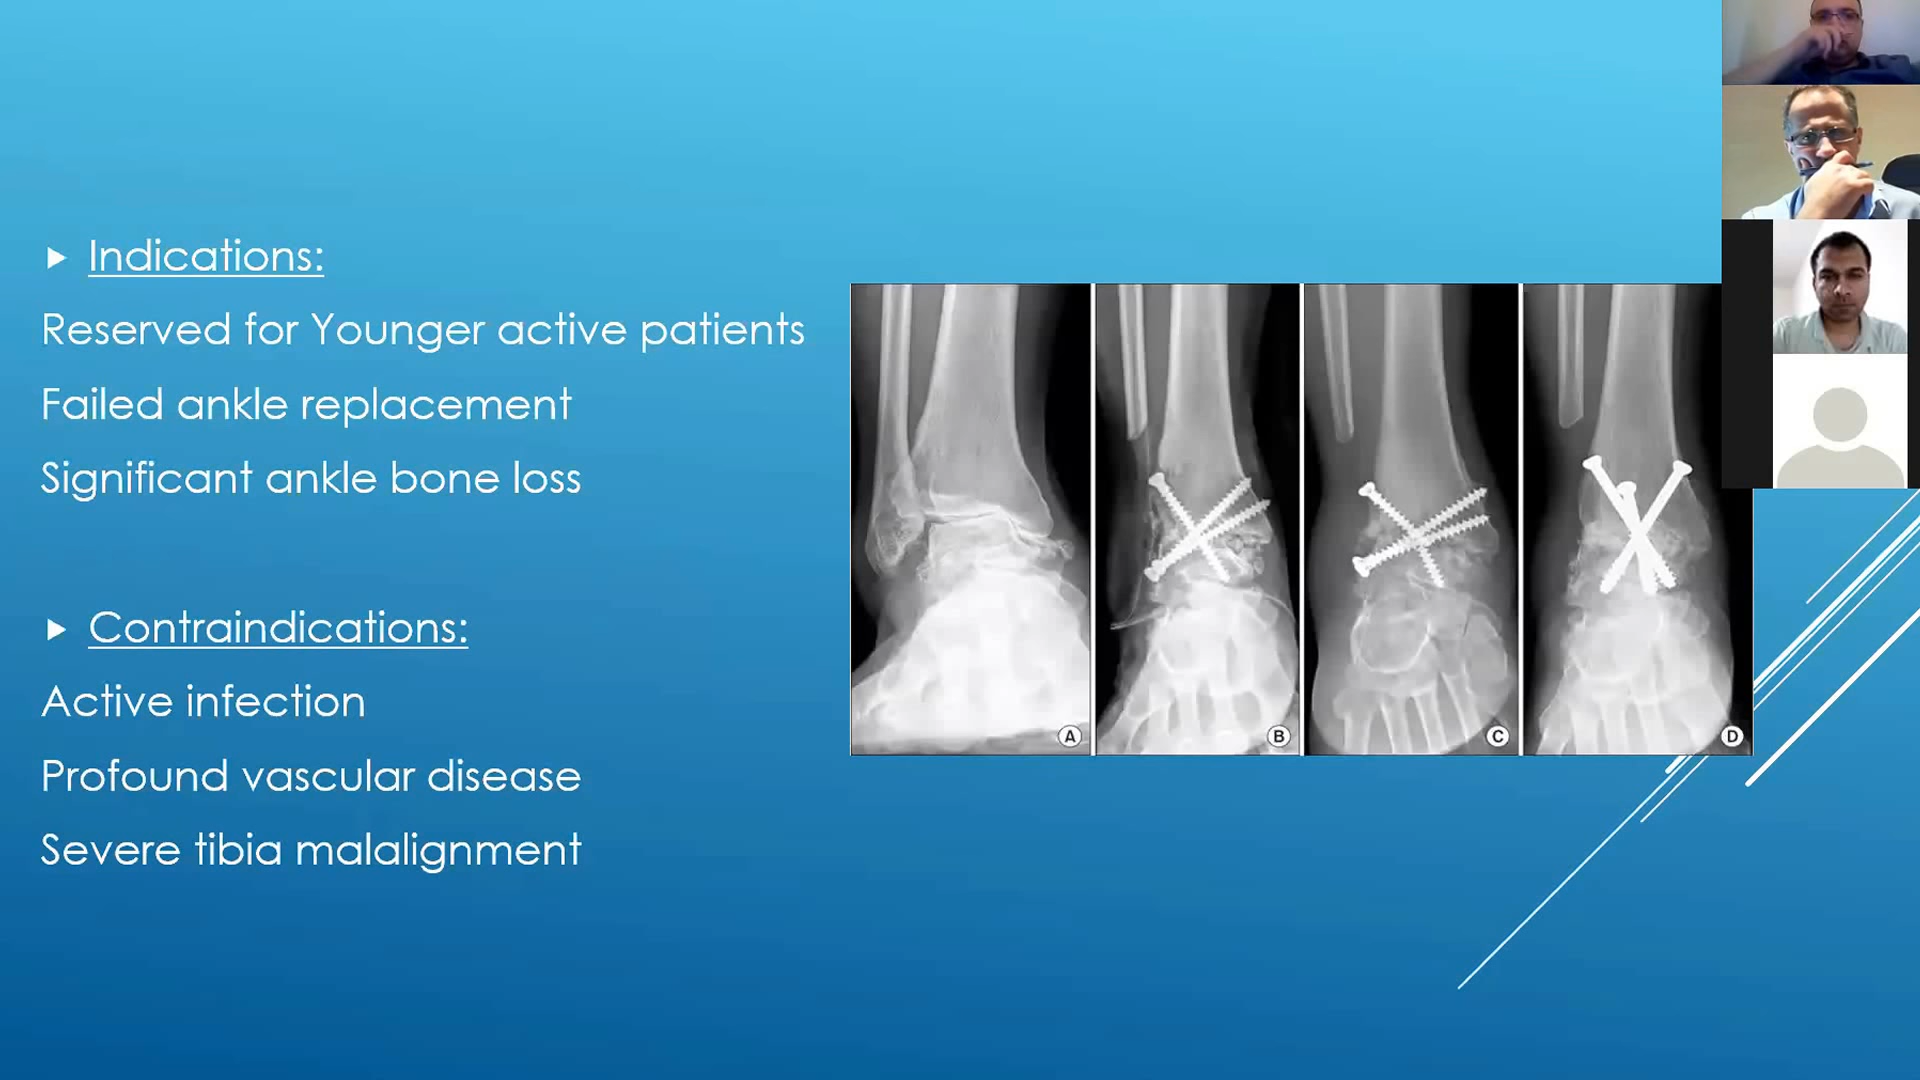 Indications:
Reserved for Younger active patients
Failed ankle replacement
Significant ankle bone loss
Contraindications:
Active infection
Profound vascular disease
Severe tibia malalignment
A
B
C
D